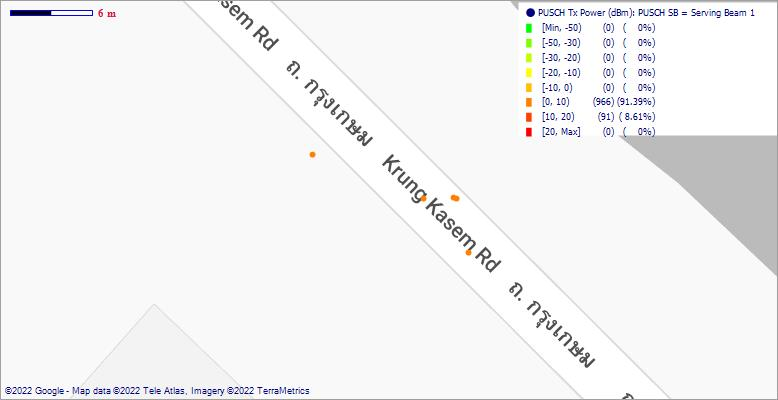 6 m
PUSCH Tx Power (dBm): PUSCH SB = Serving Beam 1
[Min, -50) (0) ( 0%)
[-50, -30) (0) ( 0%)
[-30, -20) (0) ( 0%)
[-20, -10) (0) ( 0%)
[-10, 0) (0) ( 0%)
[0, 10) (966) (91.39%)
[10, 20) (91) ( 8.61%)
[20, Max] (0) ( 0%)
sem Rd
ถ. กรุงเกษม
Krung Kasem Rd
ถ. กรุงเกษม
©2022 Google - Map data ©2022 Tele Atlas, Imagery ©2022 TerraMetrics